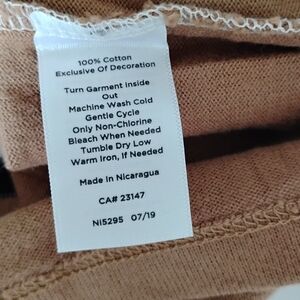 100% Cotton
Exclusive Of Decoration
Turn Garment Inside
Out
Machine Wash Cold
Gentle Cycle
Only Non-Chlorine
Bleach When Needed
Tumble Dry Low
Warm Iron, If Needed
Made in Nicaragua
CA# 23147
Ni5295 07/19